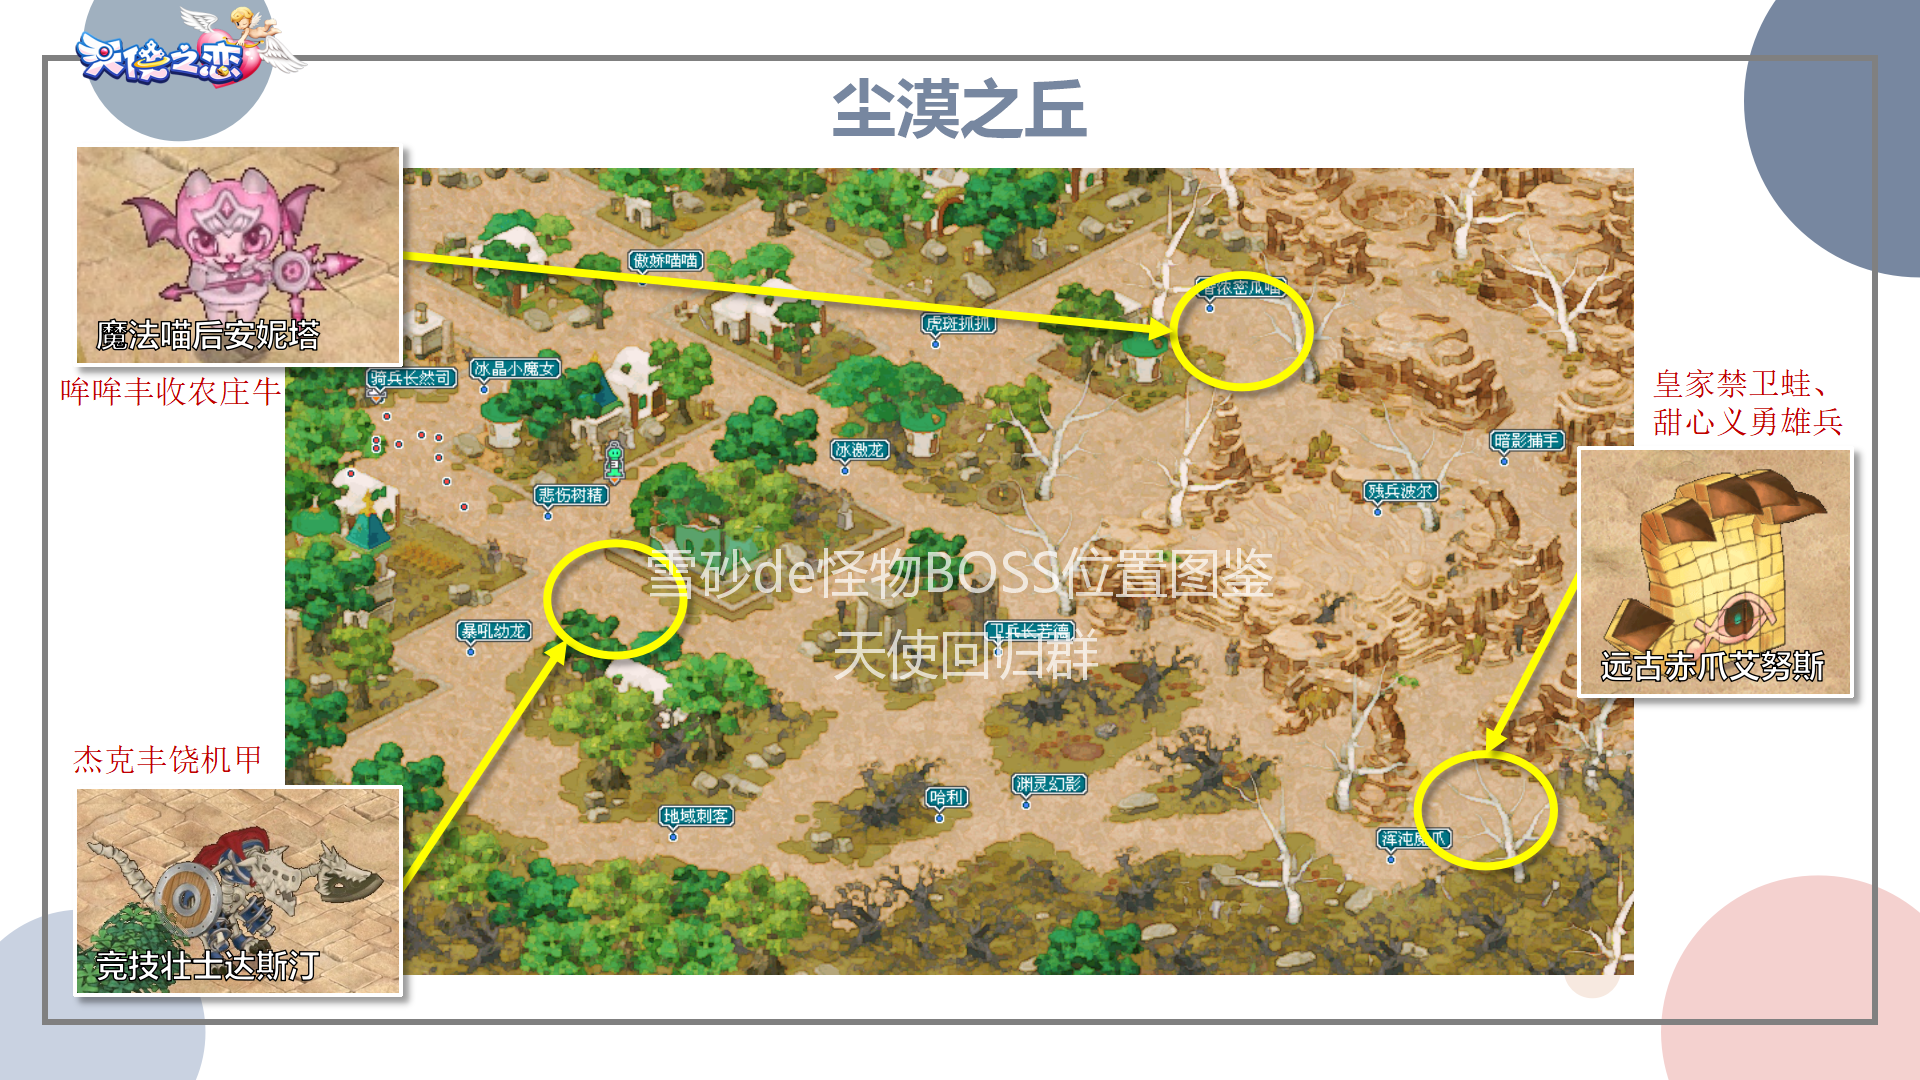 天使之恋
尘漠之丘
魔法喵后安妮塔
哞哞丰收农庄牛
傲娇喵喵
香浓密瓜喵
虎斑抓抓
骑兵长然司
冰晶小魔女
皇家禁卫蛙、
甜心义勇雄兵
冰激龙
暗影捕手
残兵波尔
悲伤树精
雪砂de怪物BOSS位置图鉴
暴吼幼龙
卫兵长若德
天使回归群
远古赤爪艾努斯
杰克丰饶机甲
渊灵幻影
哈利
地域刺客
浑沌魔爪
竞技壮士达斯汀